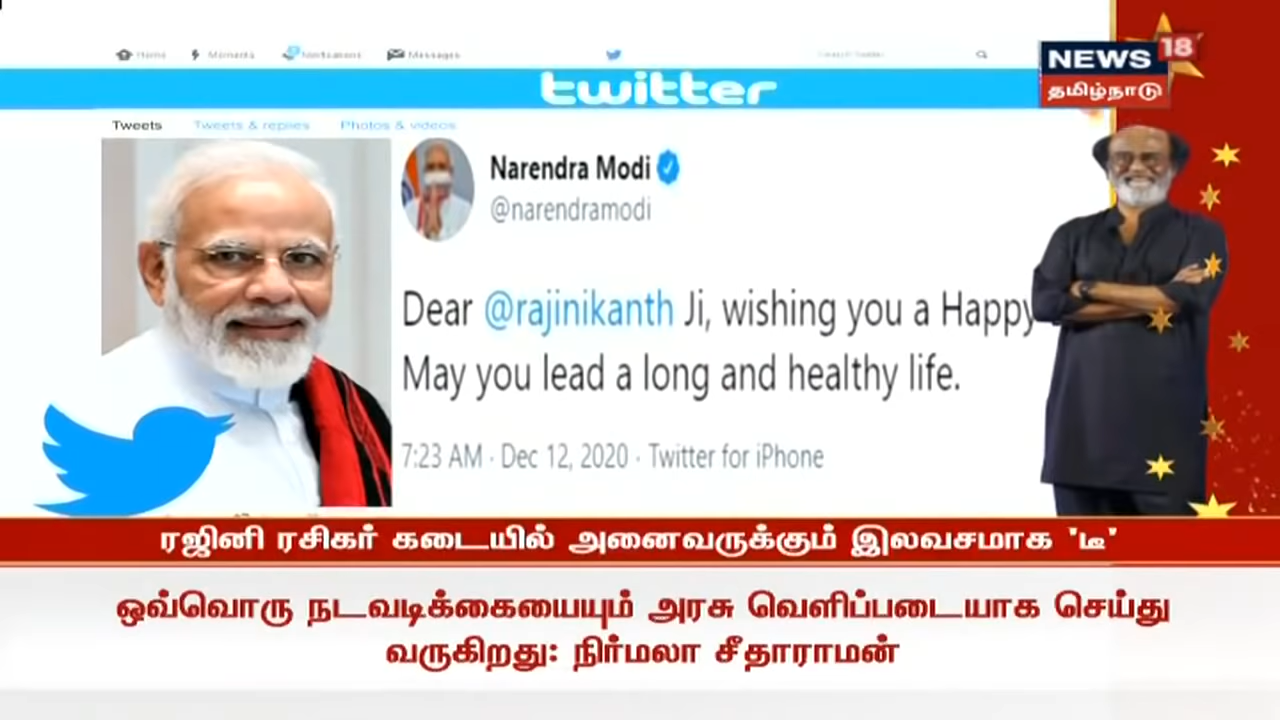 Home Moments Notifications Messages
twitter
NEWS 18
தமிழ்நாடு
Tweets Tweets & replies Photos & videos
Narendra Modi
@narendramodi
Dear @rajinikanth Ji, wishing you a Happy
May you lead a long and healthy life.
7:23 AM · Dec 12, 2020 · Twitter for iPhone
ரஜினி ரசிகர் கடையில் அனைவருக்கும் இலவசமாக 'டீ'
ஒவ்வொரு நடவடிக்கையையும் அரசு வெளிப்படையாக செய்து
வருகிறது: நிர்மலா சீதாராமன்